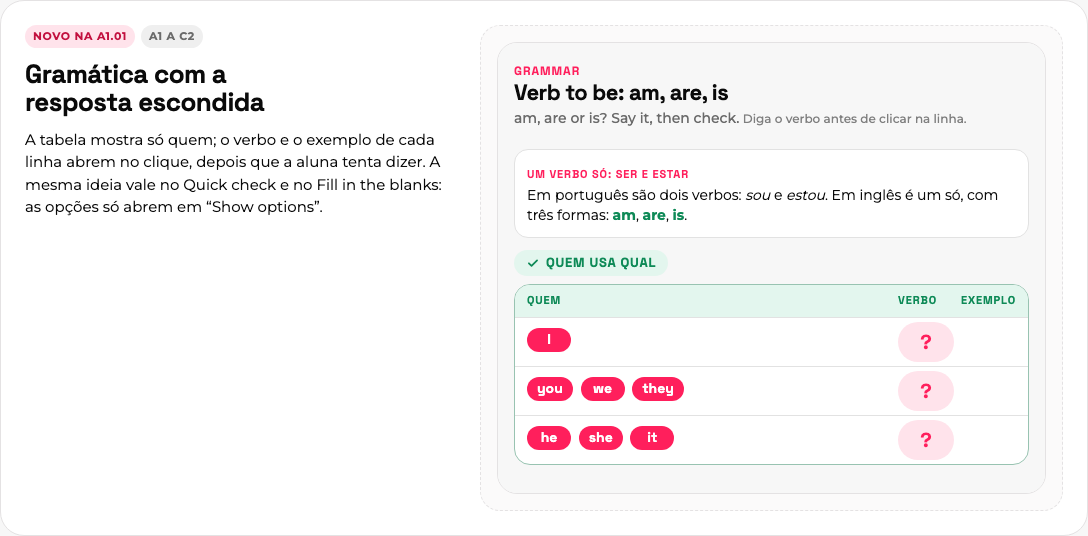 NOVO NA A1.01 A1 A C2
Gramática com a
resposta escondida
A tabela mostra só quem; o verbo e o exemplo de cada
linha abrem no clique, depois que a aluna tenta dizer. A
mesma ideia vale no Quick check e no Fill in the blanks:
as opções só abrem em “Show options”.
GRAMMAR
Verb to be: am, are, is
am, are or is? Say it, then check. Diga o verbo antes de clicar na linha.
UM VERBO SÓ: SER E ESTAR
Em português são dois verbos: sou e estou. Em inglês é um só, com
três formas: am, are, is.
✓ QUEM USA QUAL
QUEM VERBO EXEMPLO
I ?
you we they ?
he she it ?